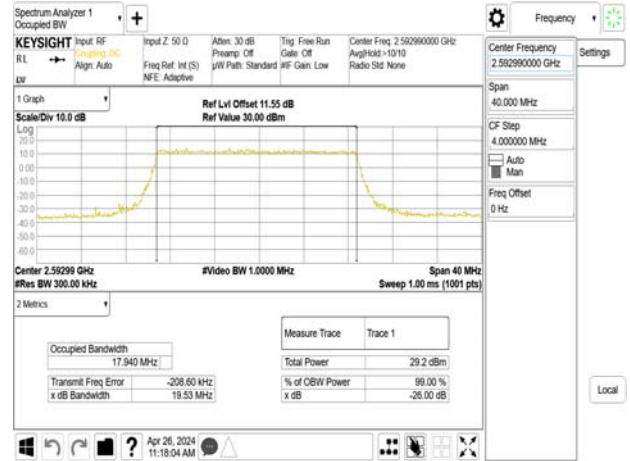 Spectrum Analyzer 1
Occupied BW
+
Frequency
KEYSIGHT
RL
Input: RF
Coupling: DC
Align: Auto
Input Z: 50 Ω
Freq Ref: Int (S)
NFE: Adaptive
Atten: 30 dB
Preamp: Off
µW Path: Standard
Trig: Free Run
Gate: Off
#IF Gain: Low
Center Freq: 2.592990000 GHz
Avg|Hold:>10/10
Radio Std: None
Center Frequency
2.592990000 GHz
Settings
Span
40.000 MHz
CF Step
4.000000 MHz
Auto
Man
Freq Offset
0 Hz
Local
1 Graph
Scale/Div 10.0 dB
Ref Lvl Offset 11.55 dB
Ref Value 30.00 dBm
Log
20.0
10.0
0.00
-10.0
-20.0
-30.0
-40.0
-50.0
-60.0
Center 2.59299 GHz
#Video BW 1.0000 MHz
Span 40 MHz
#Res BW 300.00 kHz
Sweep 1.00 ms (1001 pts)
2 Metrics
Measure Trace
Trace 1
Occupied Bandwidth
17.940 MHz
Total Power
29.2 dBm
Transmit Freq Error
-208.60 kHz
% of OBW Power
99.00 %
x dB Bandwidth
19.53 MHz
x dB
-26.00 dB
?
Apr 26, 2024
11:18:04 AM